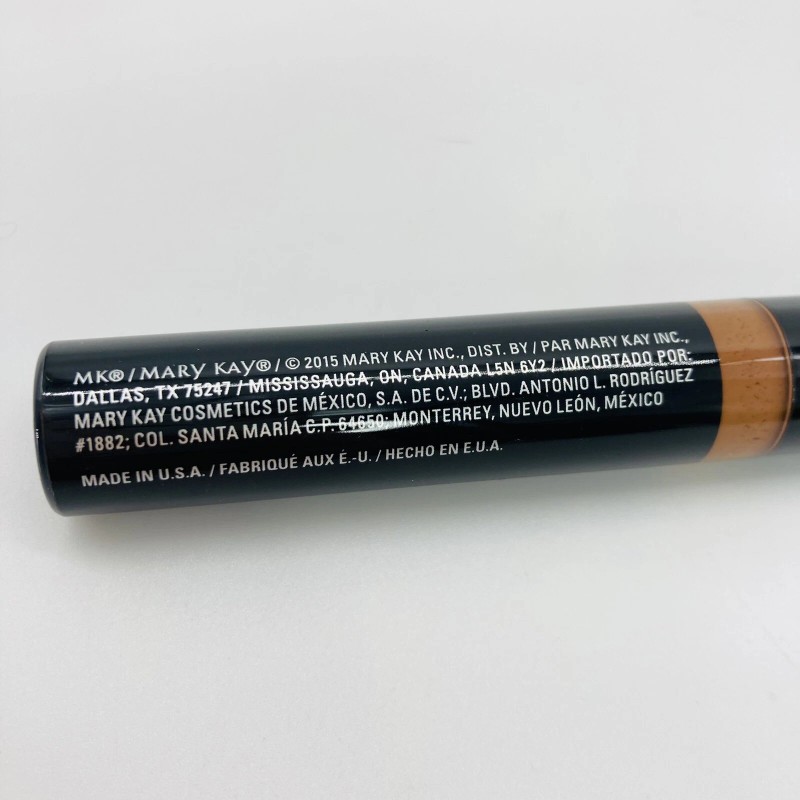 MK® / MARY KAY® / © 2015 MARY KAY INC., DIST. BY / PAR MARY KAY INC.,
DALLAS, TX 75247 / MISSISSAUGA, ON, CANADA L5N 6Y2 / IMPORTADO POR:
MARY KAY COSMETICS DE MÉXICO, S.A. DE C.V.; BLVD. ANTONIO L. RODRÍGUEZ
#1882; COL. SANTA MARÍA C.P. 64650; MONTERREY, NUEVO LEÓN, MÉXICO
MADE IN U.S.A. / FABRIQUÉ AUX É.-U. / HECHO EN E.U.A.